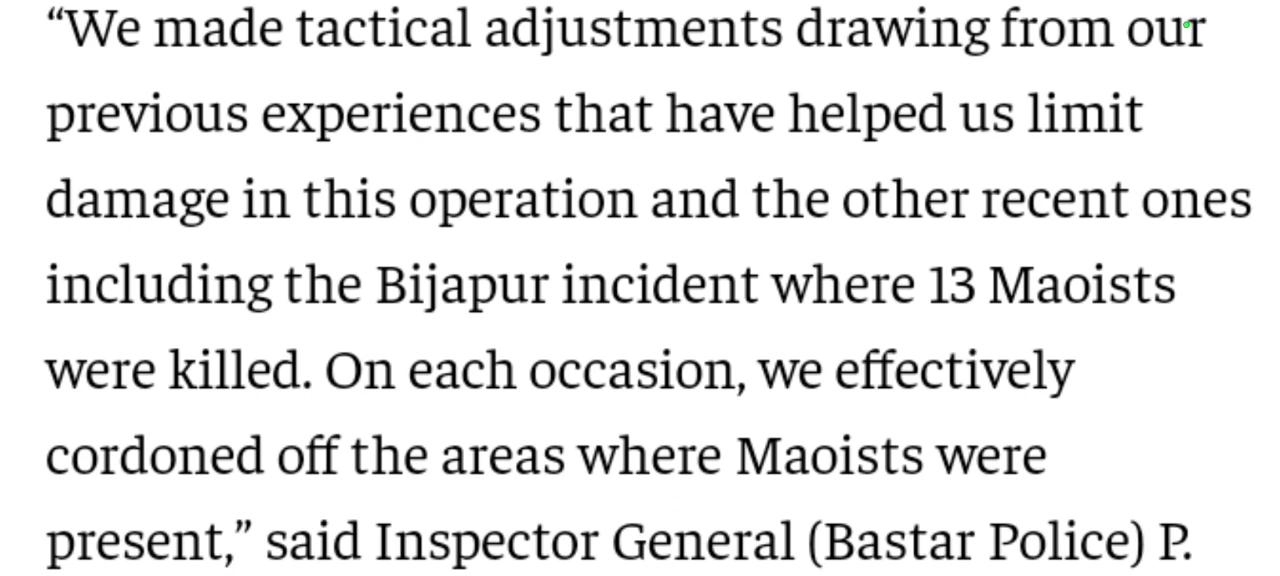 “We made tactical adjustments drawing from our
previous experiences that have helped us limit
damage in this operation and the other recent ones
including the Bijapur incident where 13 Maoists
were killed. On each occasion, we effectively
cordoned off the areas where Maoists were
present,” said Inspector General (Bastar Police) P.